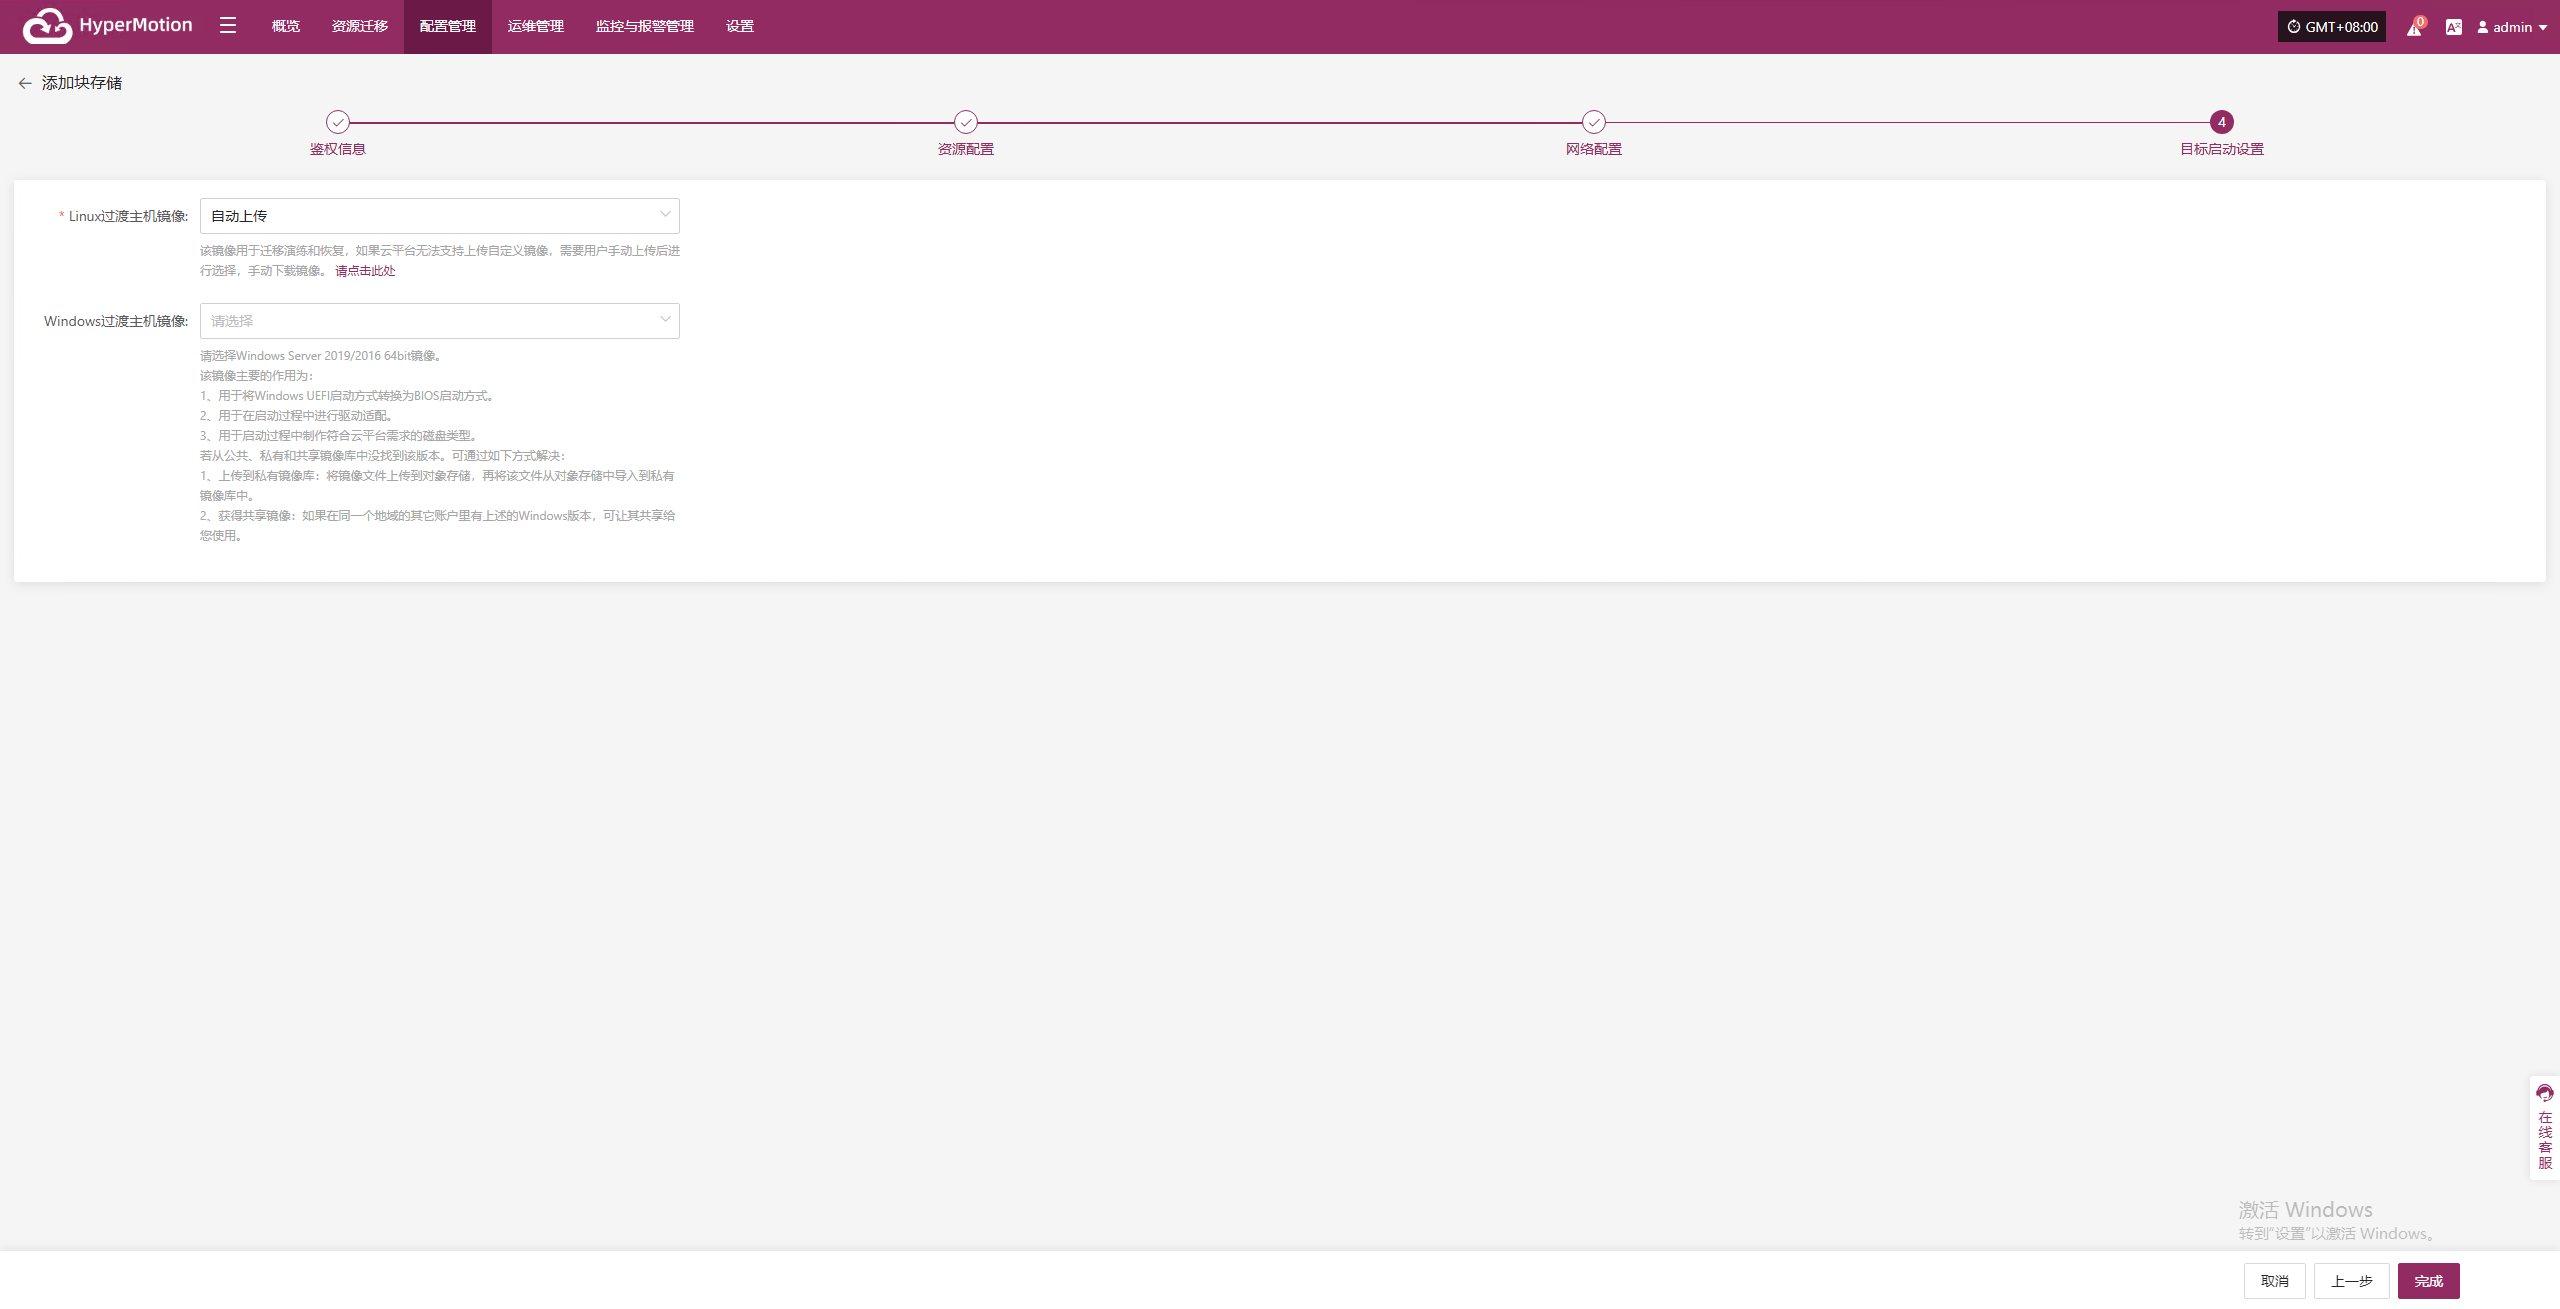 HyperMotion 概览 资源迁移 配置管理 运维管理 监控与报警管理 设置 GMT+08:00 0 admin
添加块存储
4
鉴权信息 资源配置 网络配置 目标启动设置
* Linux过渡主机镜像: 自动上传
该镜像用于迁移演练和恢复，如果云平台无法支持上传自定义镜像，需要用户手动上传后进
行选择，手动下载镜像。 请点击此处
Windows过渡主机镜像: 请选择
请选择Windows Server 2019/2016 64bit镜像。
该镜像主要的作用为：
1、用于将Windows UEFI启动方式转换为BIOS启动方式。
2、用于在启动过程中进行驱动适配。
3、用于启动过程中制作符合云平台需求的磁盘类型。
若从公共、私有和共享镜像库中没找到该版本。可通过如下方式解决：
1、上传到私有镜像库：将镜像文件上传到对象存储，再将该文件从对象存储中导入到私有
镜像库中。
2、获得共享镜像：如果在同一个地域的其它账户里有上述的Windows版本，可让其共享给
您使用。
在线客服
激活 Windows
转到"设置"以激活 Windows。
取消 上一步 完成